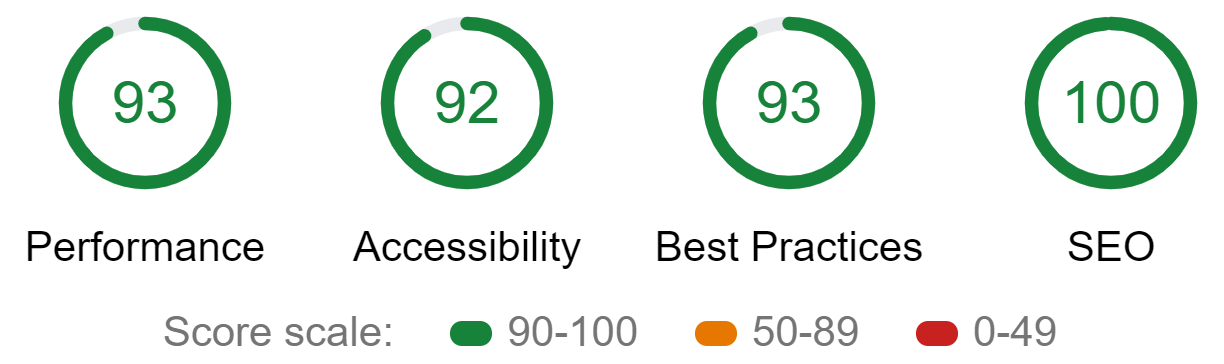 93 92 93 100
Performance Accessibility Best Practices SEO
Score scale: 90-100 50-89 0-49